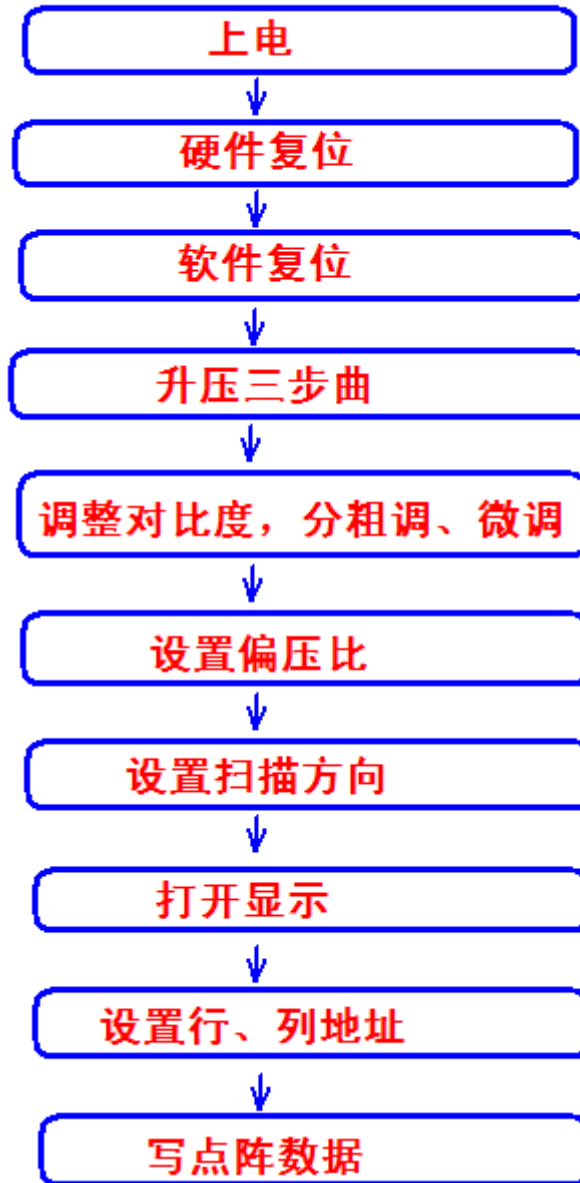 上电
硬件复位
软件复位
升压三步曲
调整对比度，分粗调、微调
设置偏压比
设置扫描方向
打开显示
设置行、列地址
写点阵数据